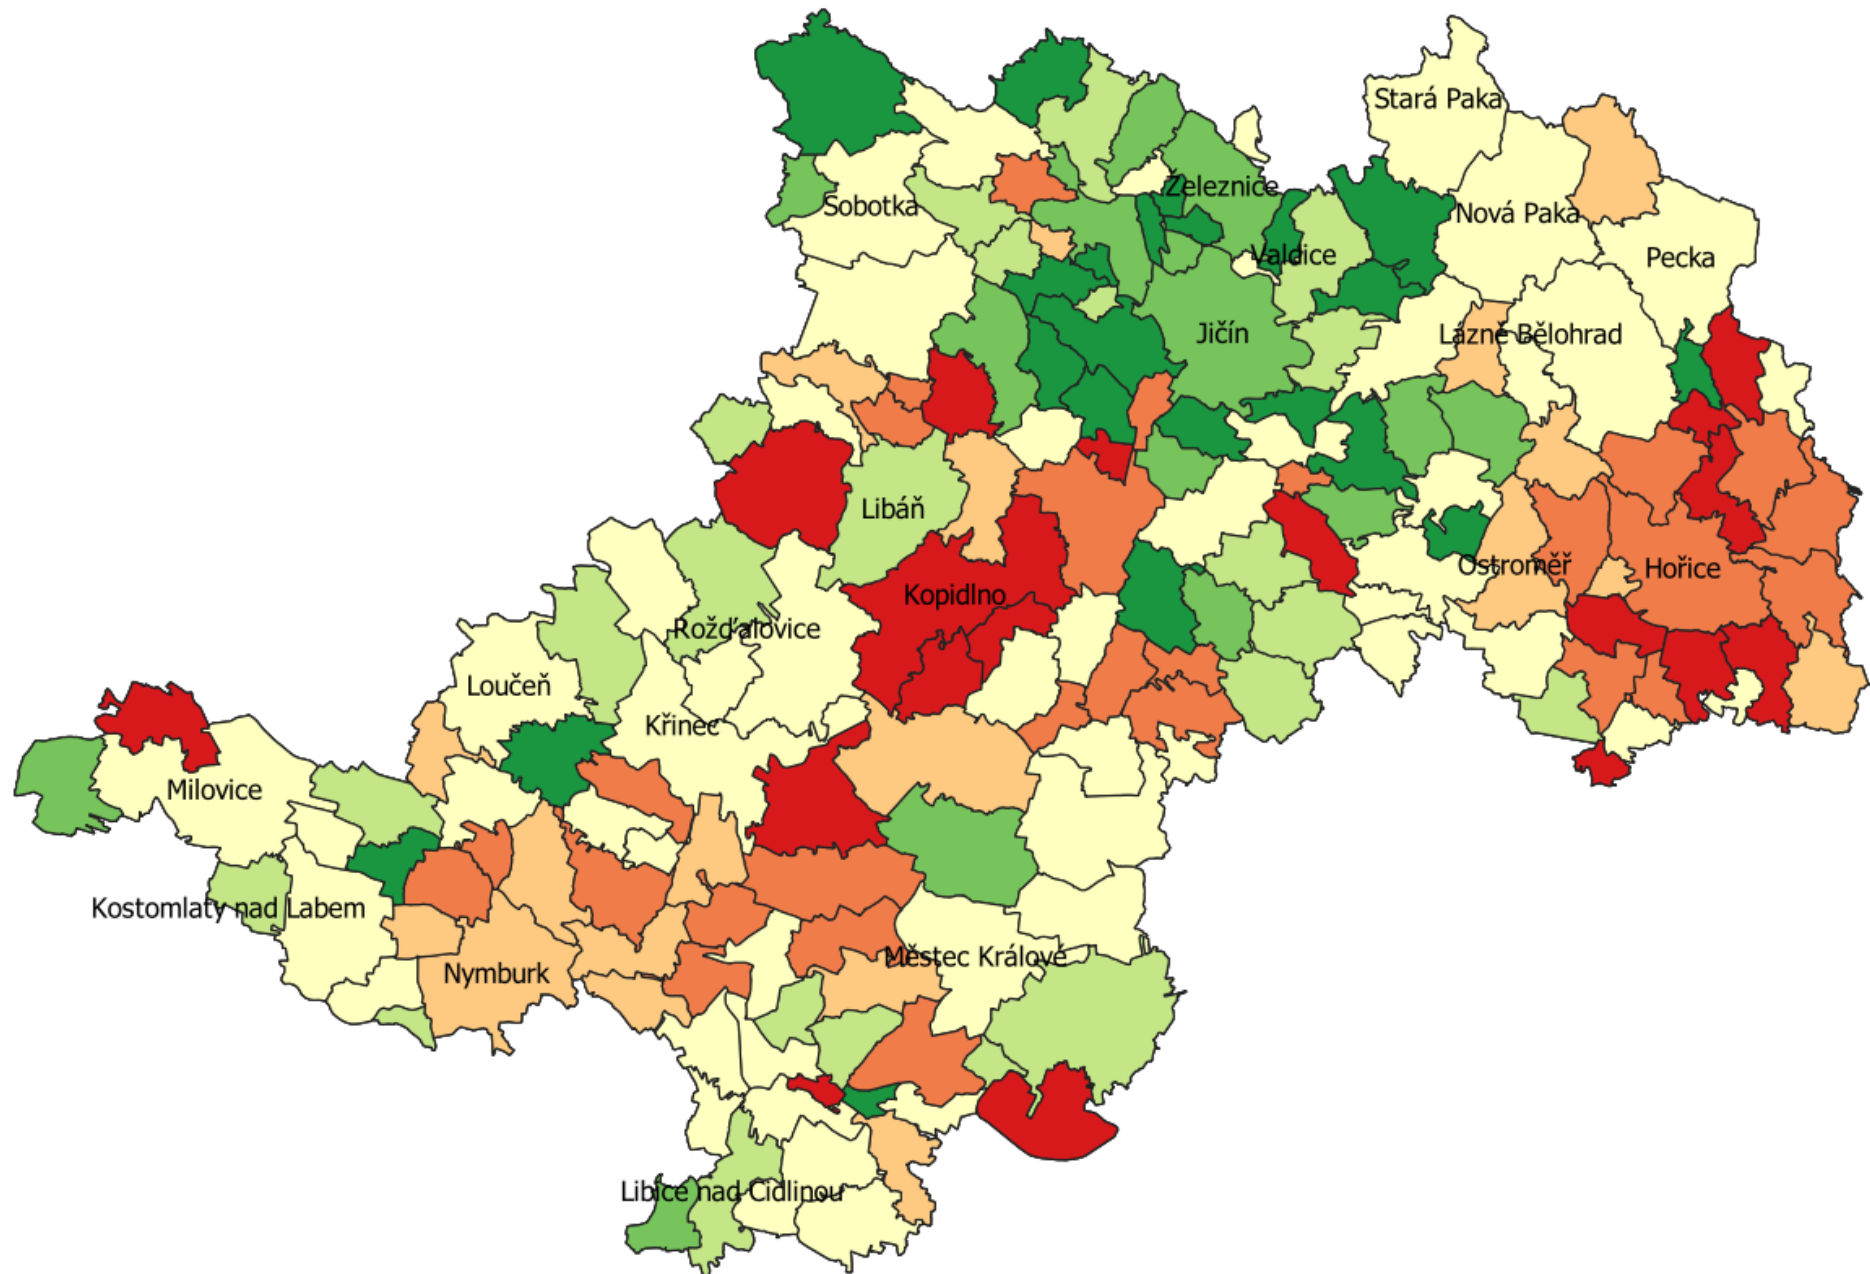 Stará Paka
Železnice
Sobotka
Nová Paka
Valdice
Pecka
Jičín
Lázně Bělohrad
Libáň
Ostroměř
Hořice
Kopidlno
Rožďalovice
Loučeň
Křinec
Milovice
Kostomlaty nad Labem
Městec Králové
Nymburk
Libice nad Cidlinou